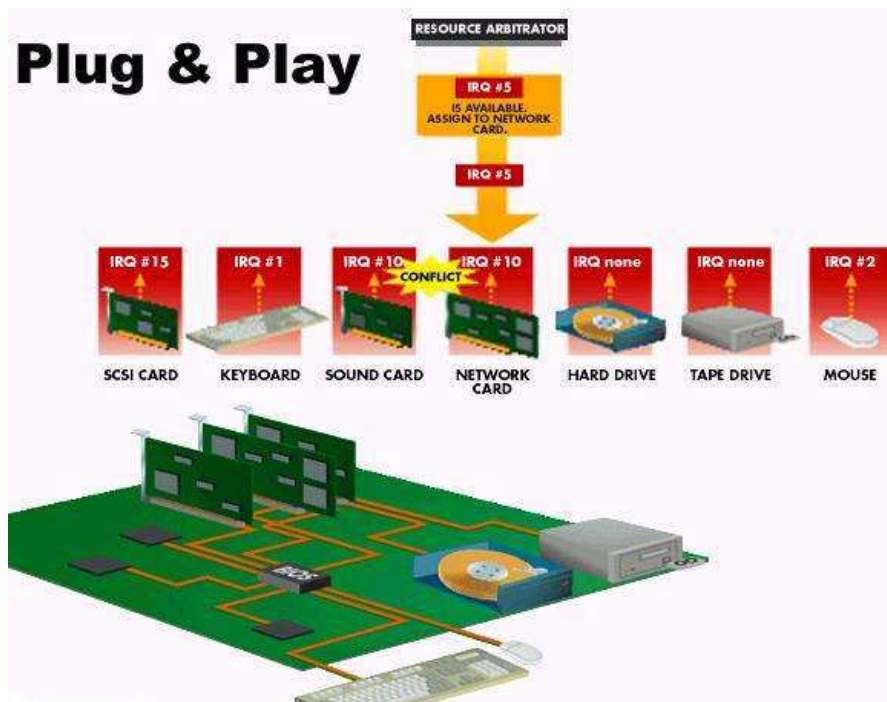 Plug & Play
RESOURCE ARBITRATOR
IRQ #5
IS AVAILABLE.
ASSIGN TO NETWORK
CARD.
IRQ #5
IRQ #15
IRQ #1
IRQ #10
CONFLICT
IRQ #10
IRQ none
IRQ none
IRQ #2
SCSI CARD
KEYBOARD
SOUND CARD
NETWORK
CARD
HARD DRIVE
TAPE DRIVE
MOUSE
BIOS